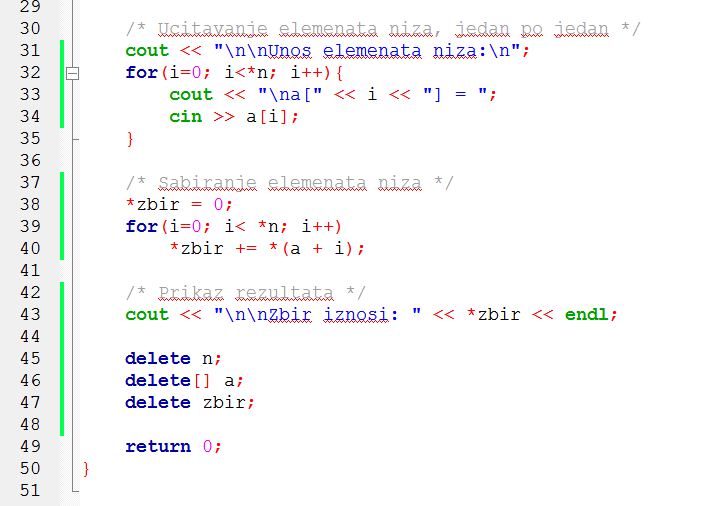 29
30 /* Ucitavanje elemenata niza, jedan po jedan */
31 cout << "\n\nUnos elemenata niza:\n";
32 for(i=0; i<*n; i++){
33 cout << "\na[" << i << "] = ";
34 cin >> a[i];
35 }
36
37 /* Sabiranje elemenata niza */
38 *zbir = 0;
39 for(i=0; i< *n; i++)
40 *zbir += *(a + i);
41
42 /* Prikaz rezultata */
43 cout << "\n\nZbir iznosi: " << *zbir << endl;
44
45 delete n;
46 delete[] a;
47 delete zbir;
48
49 return 0;
50 }
51